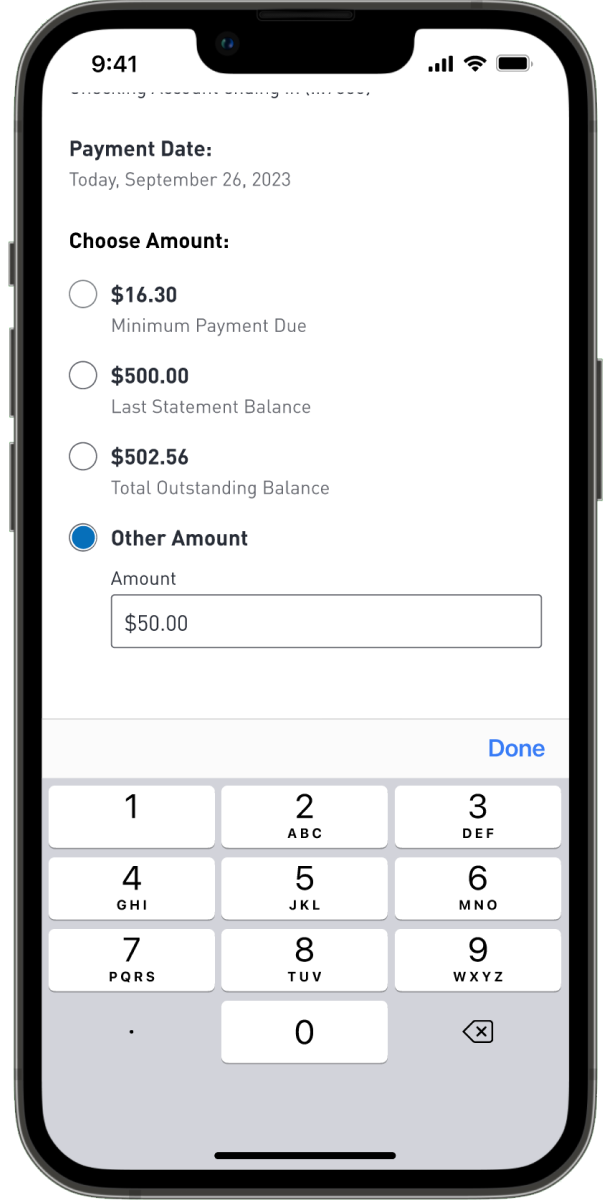 9:41
Payment Date:
Today, September 26, 2023
Choose Amount:
$16.30
Minimum Payment Due
$500.00
Last Statement Balance
$502.56
Total Outstanding Balance
Other Amount
Amount
$50.00
Done
1
2
ABC
3
DEF
4
GHI
5
JKL
6
MNO
7
PQRS
8
TUV
9
WXYZ
.
0